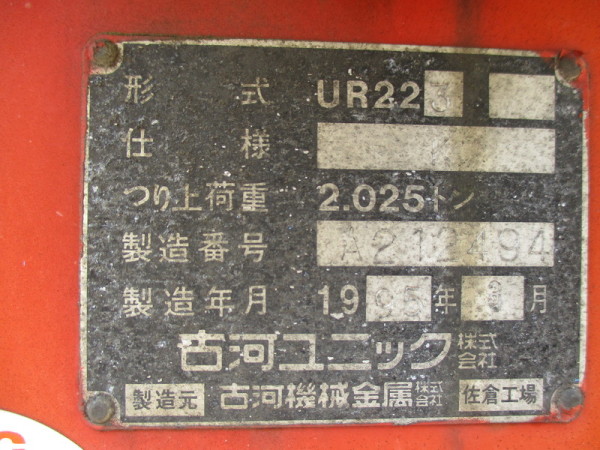 形式 UR223
仕様
つり上荷重 2.025トン
製造番号 A212494
製造年月 1995年 月
古河ユニック株式会社
製造元 古河機械金属株式会社 佐倉工場